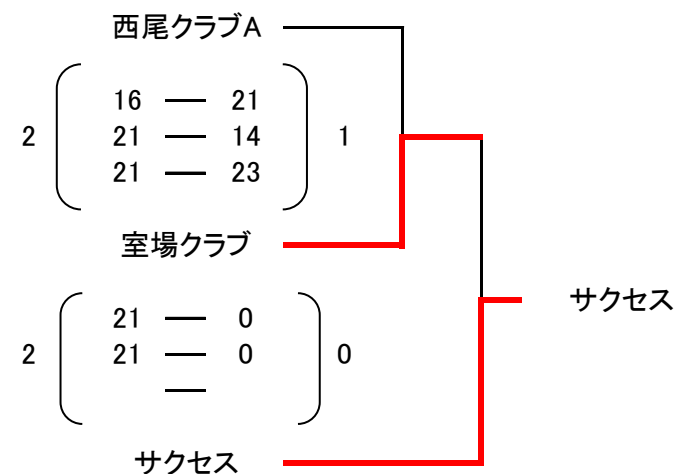 西尾クラブA
16 — 21
2 21 — 14 1
21 — 23
室場クラブ
サクセス
21 — 0
2 21 — 0 0
—
サクセス